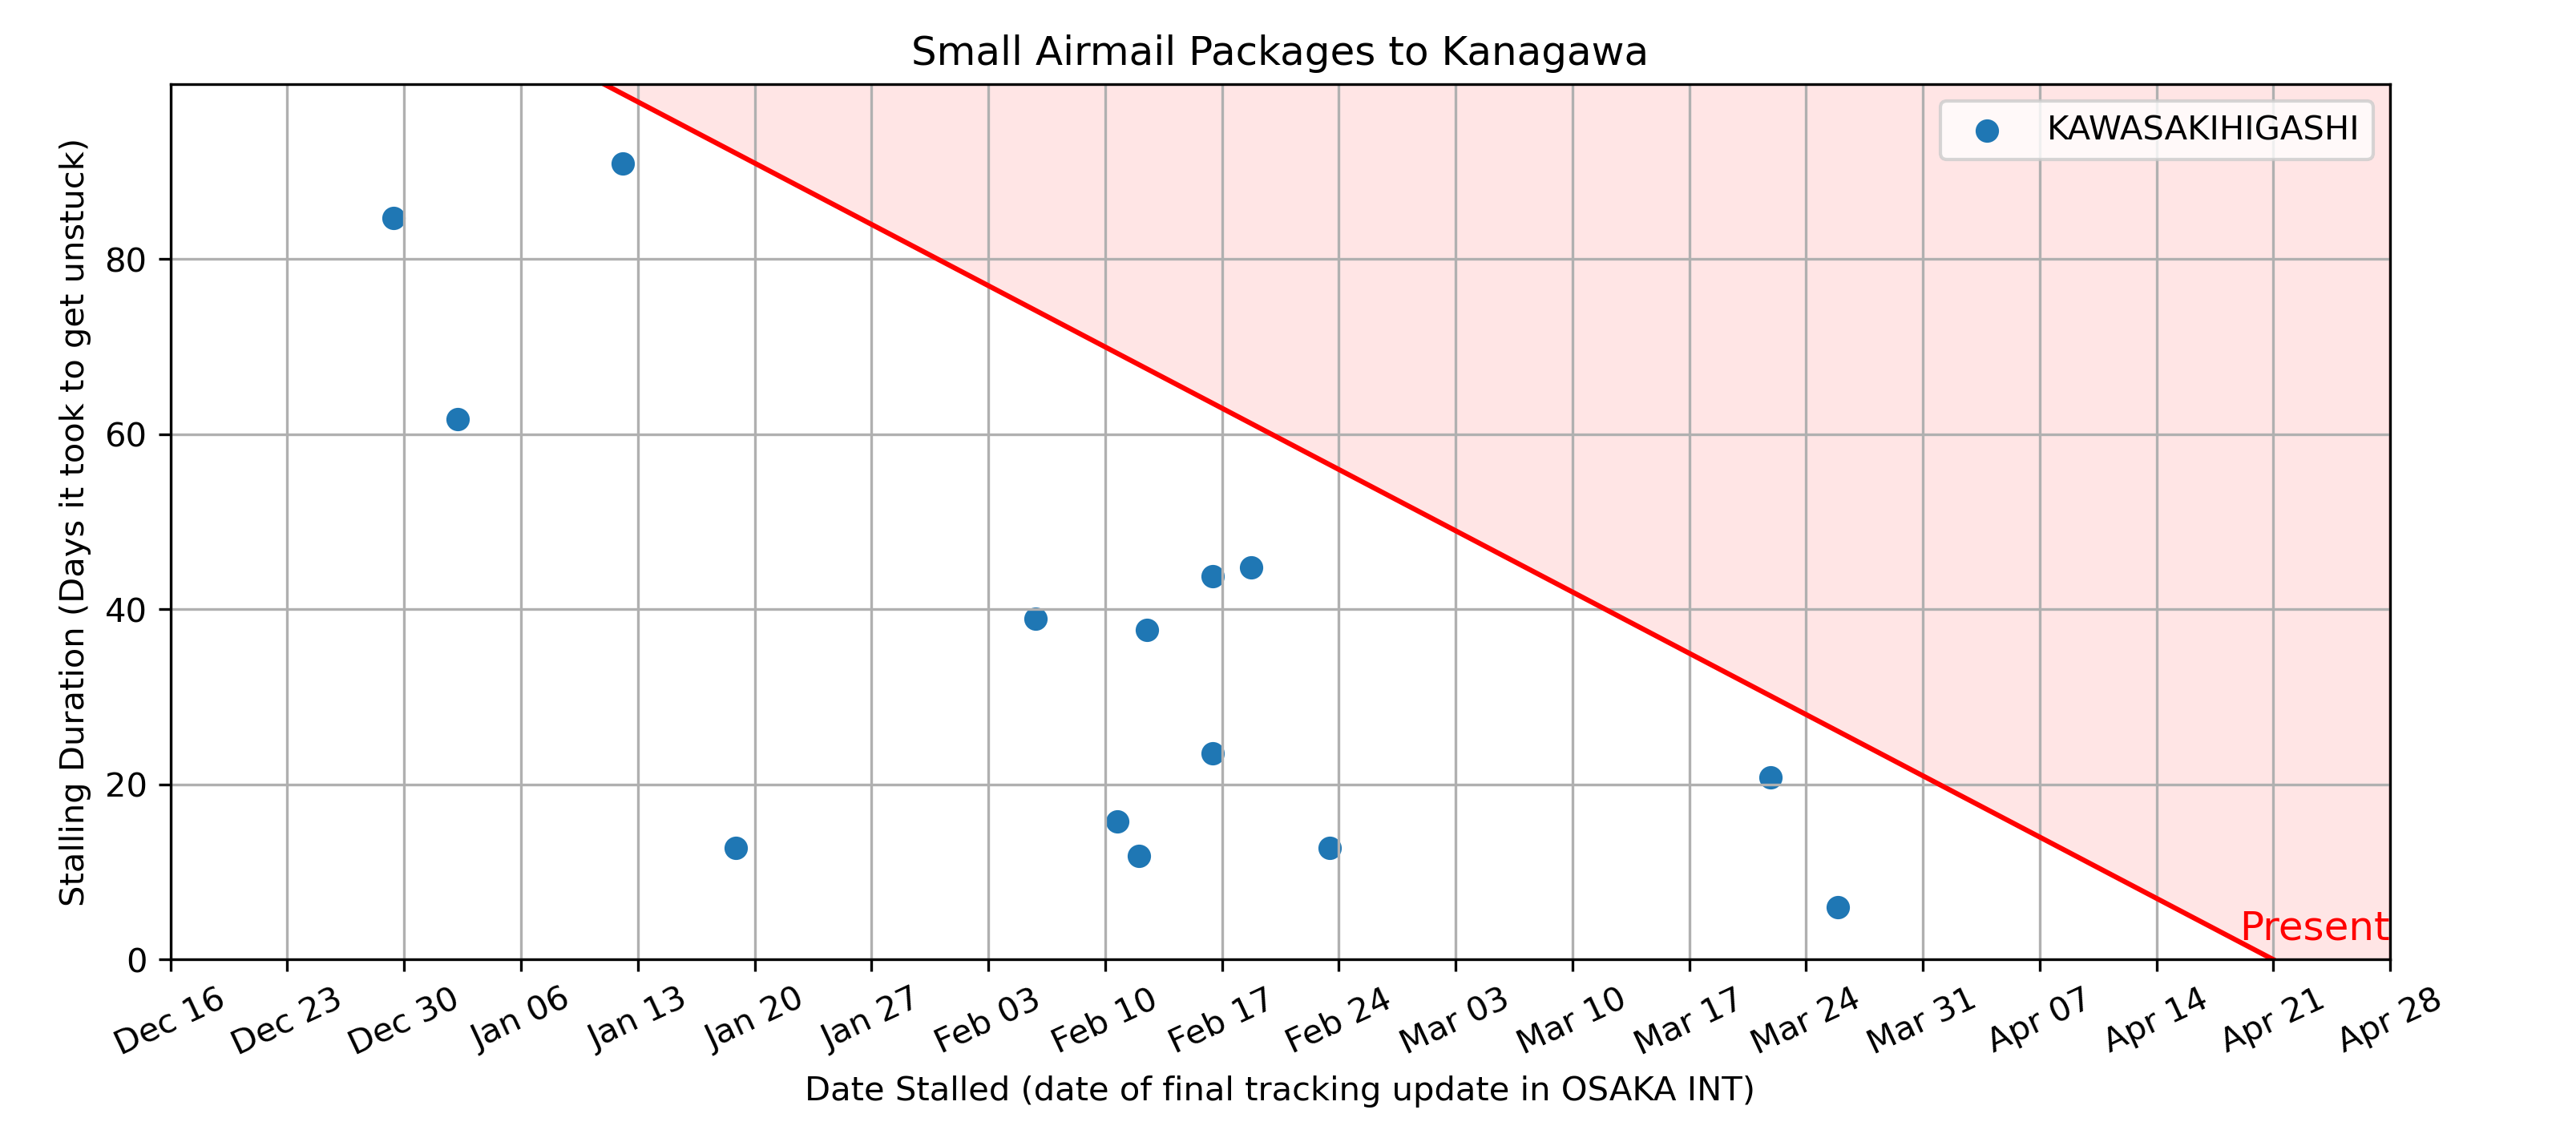 Small Airmail Packages to Kanagawa
KAWASAKIHIGASHI
Stalling Duration (Days it took to get unstuck)
80
60
40
20
0
Present
Dec 16
Dec 23
Dec 30
Jan 06
Jan 13
Jan 20
Jan 27
Feb 03
Feb 10
Feb 17
Feb 24
Mar 03
Mar 10
Mar 17
Mar 24
Mar 31
Apr 07
Apr 14
Apr 21
Apr 28
Date Stalled (date of final tracking update in OSAKA INT)